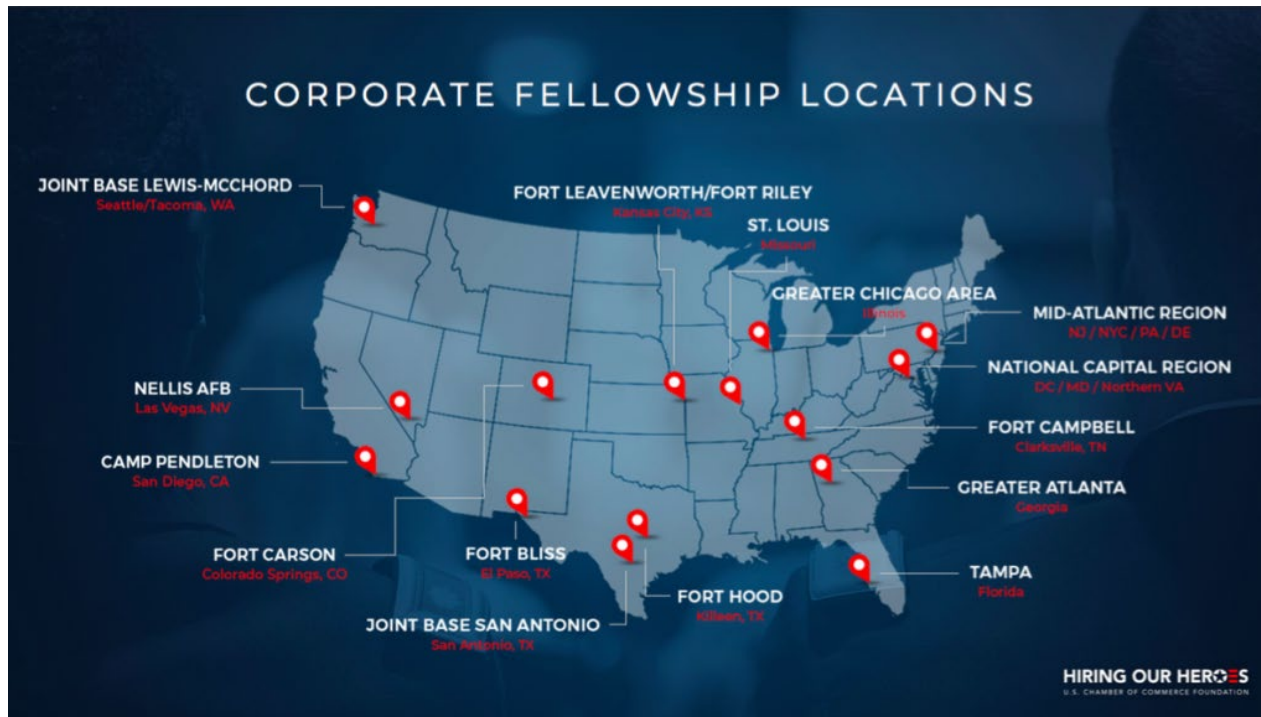 CORPORATE FELLOWSHIP LOCATIONS
JOINT BASE LEWIS-MCCHORD
Seattle/Tacoma, WA
FORT LEAVENWORTH/FORT RILEY
Kansas City, KS
ST. LOUIS
Missouri
GREATER CHICAGO AREA
Illinois
MID-ATLANTIC REGION
NJ / NYC / PA / DE
NATIONAL CAPITAL REGION
DC / MD / Northern VA
NELLIS AFB
Las Vegas, NV
FORT CAMPBELL
Clarksville, TN
CAMP PENDLETON
San Diego, CA
GREATER ATLANTA
Georgia
FORT CARSON
Colorado Springs, CO
FORT BLISS
El Paso, TX
TAMPA
Florida
FORT HOOD
Killeen, TX
JOINT BASE SAN ANTONIO
San Antonio, TX
HIRING OUR HEROES
U.S. CHAMBER OF COMMERCE FOUNDATION